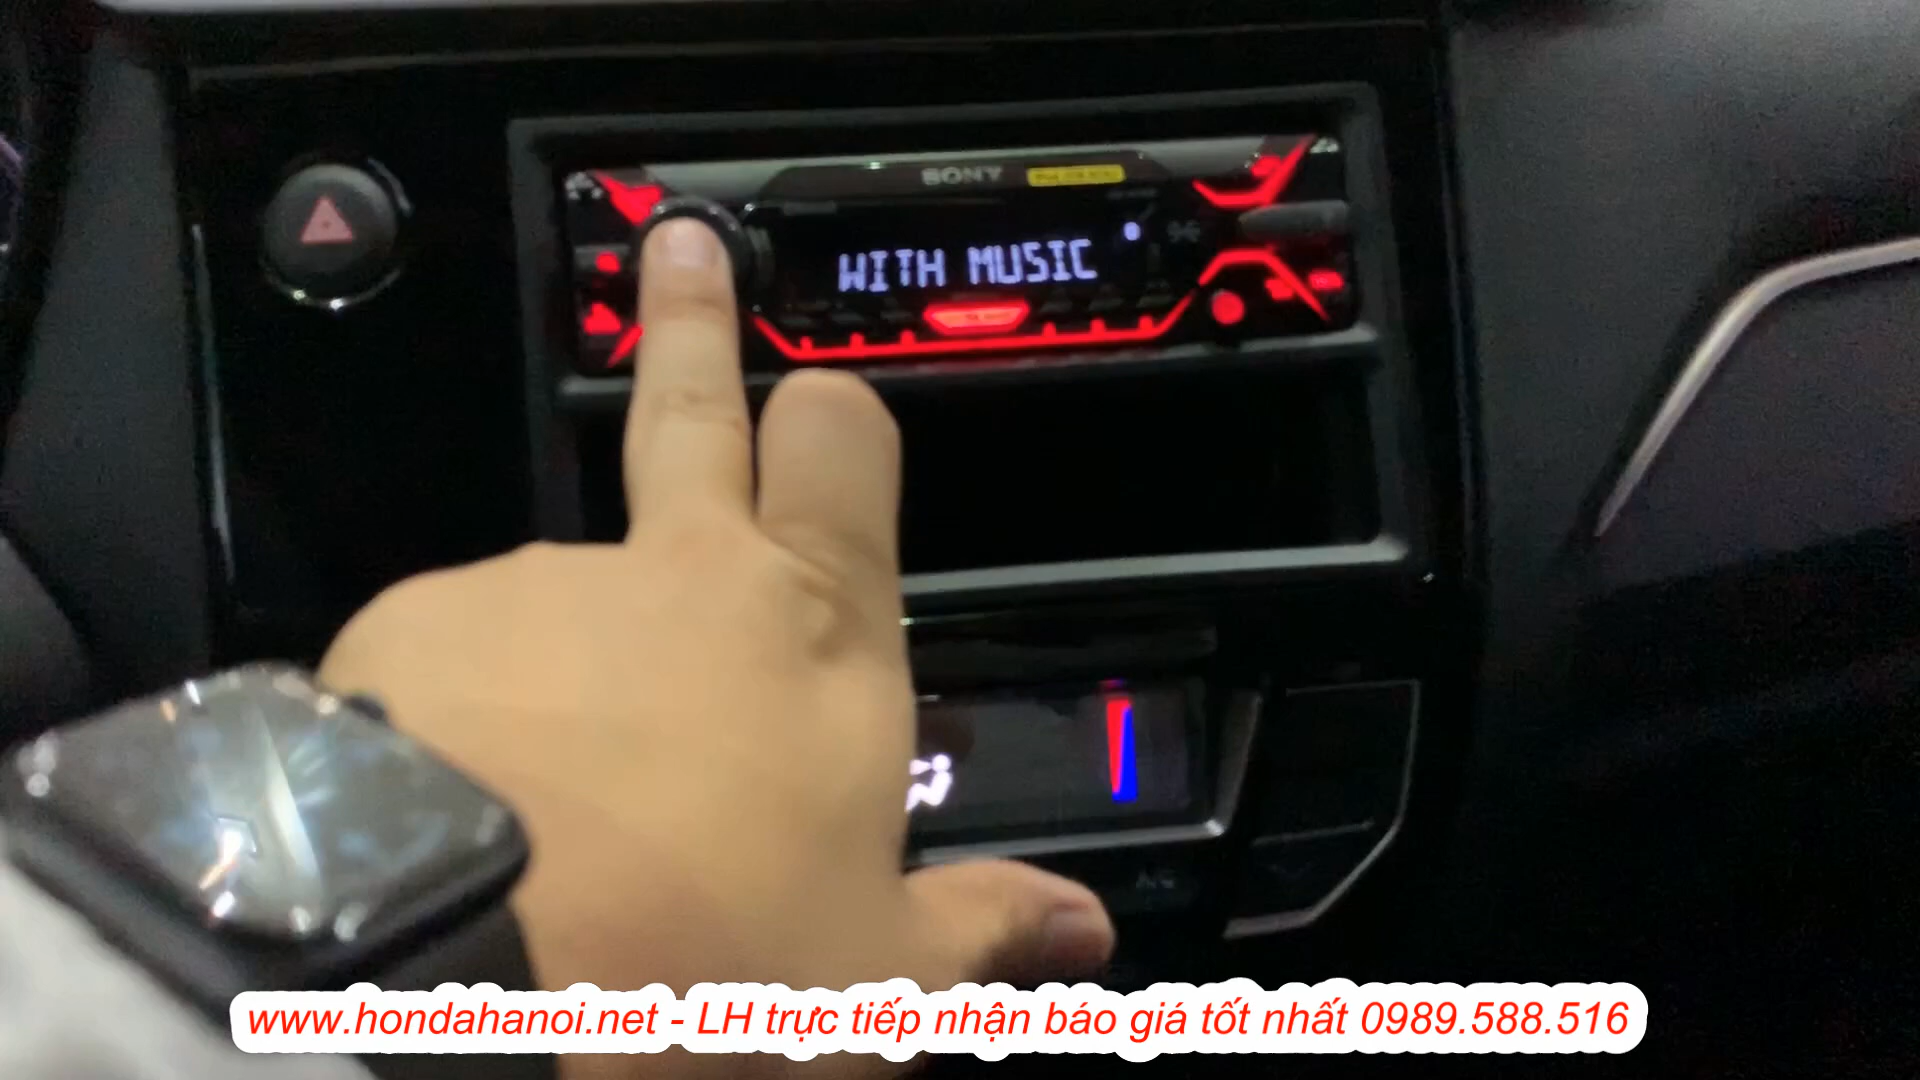 SONY
WITH MUSIC
A/C
www.hondahanoi.net - LH trực tiếp nhận báo giá tốt nhất 0989.588.516